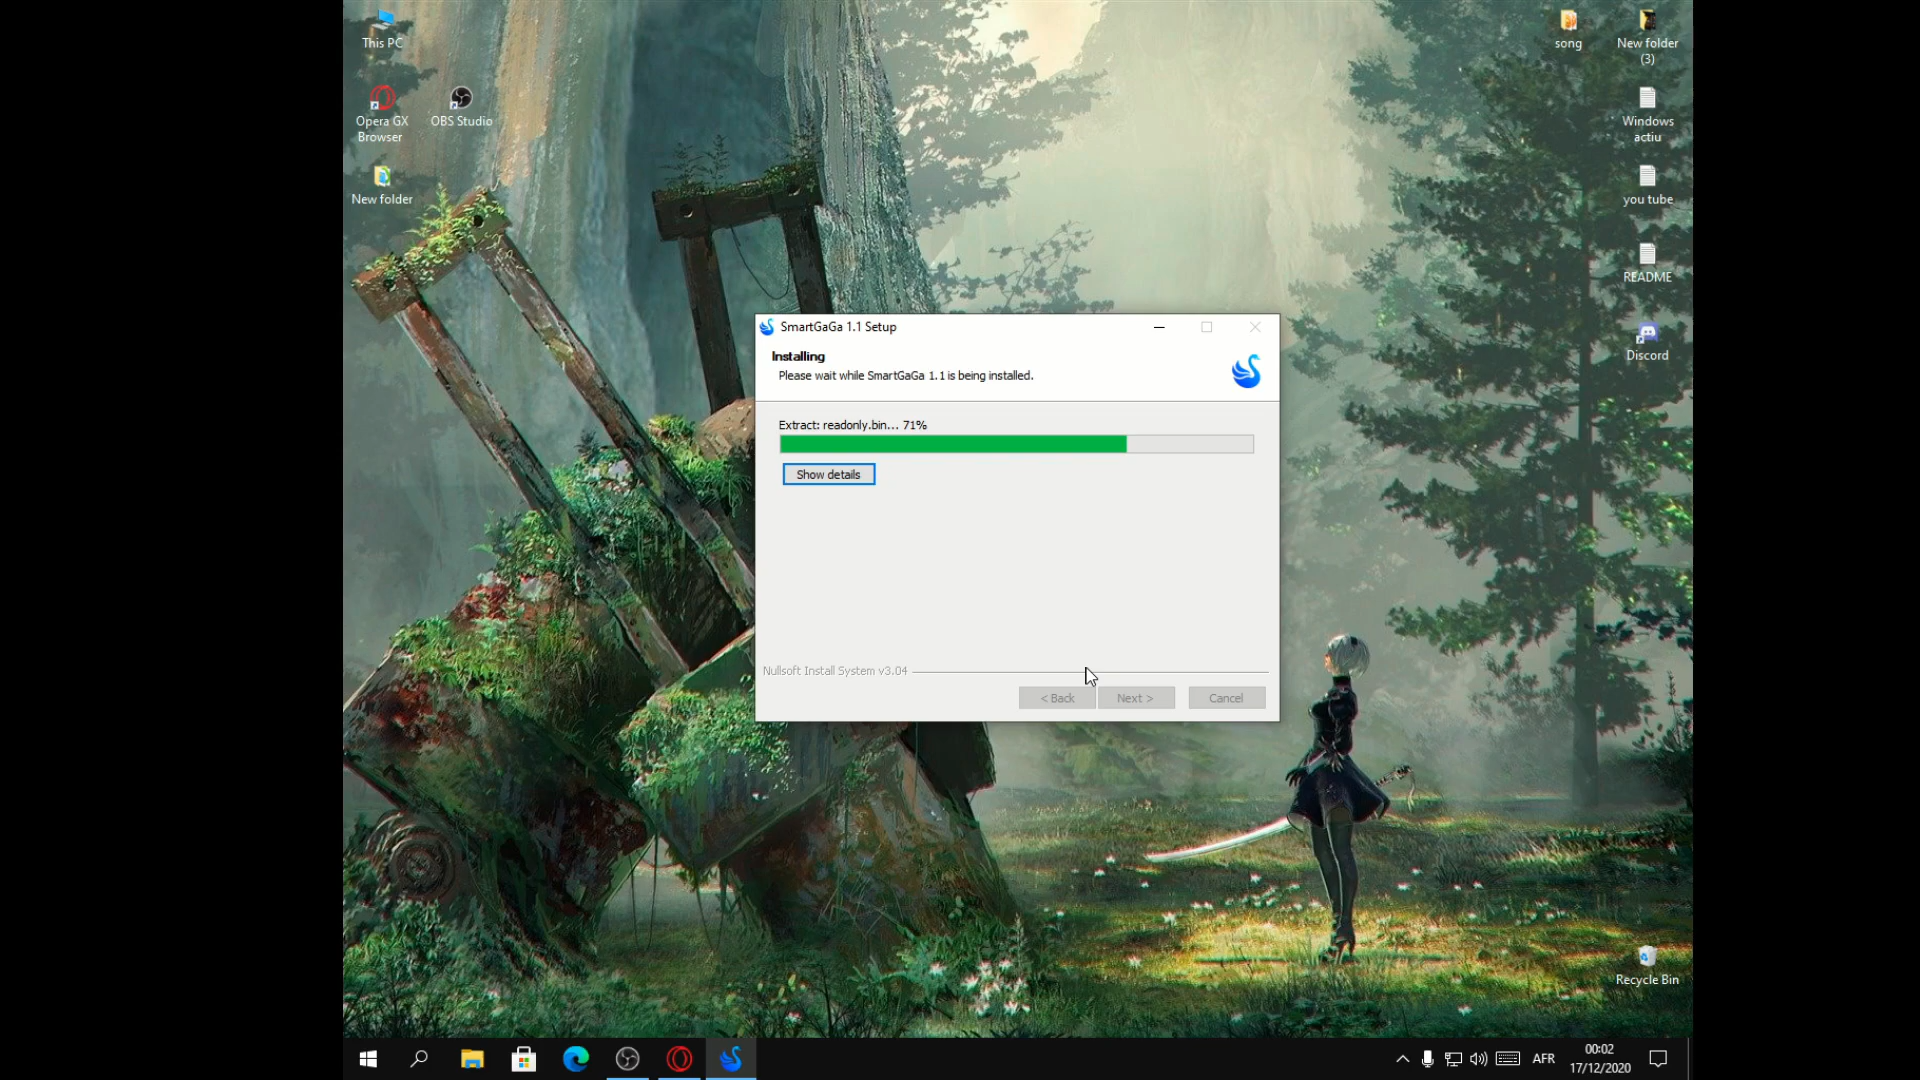 This PC
Opera GX
Browser
OBS Studio
New folder
song
New folder
(3)
Windows
actiu
you tube
README
Discord
SmartGaGa 1.1 Setup
Installing
Please wait while SmartGaGa 1.1 is being installed.
Extract: readonly.bin... 71%
Show details
Nullsoft Install System v3.04
< Back
Next >
Cancel
Recycle Bin
AFR
00:02
17/12/2020